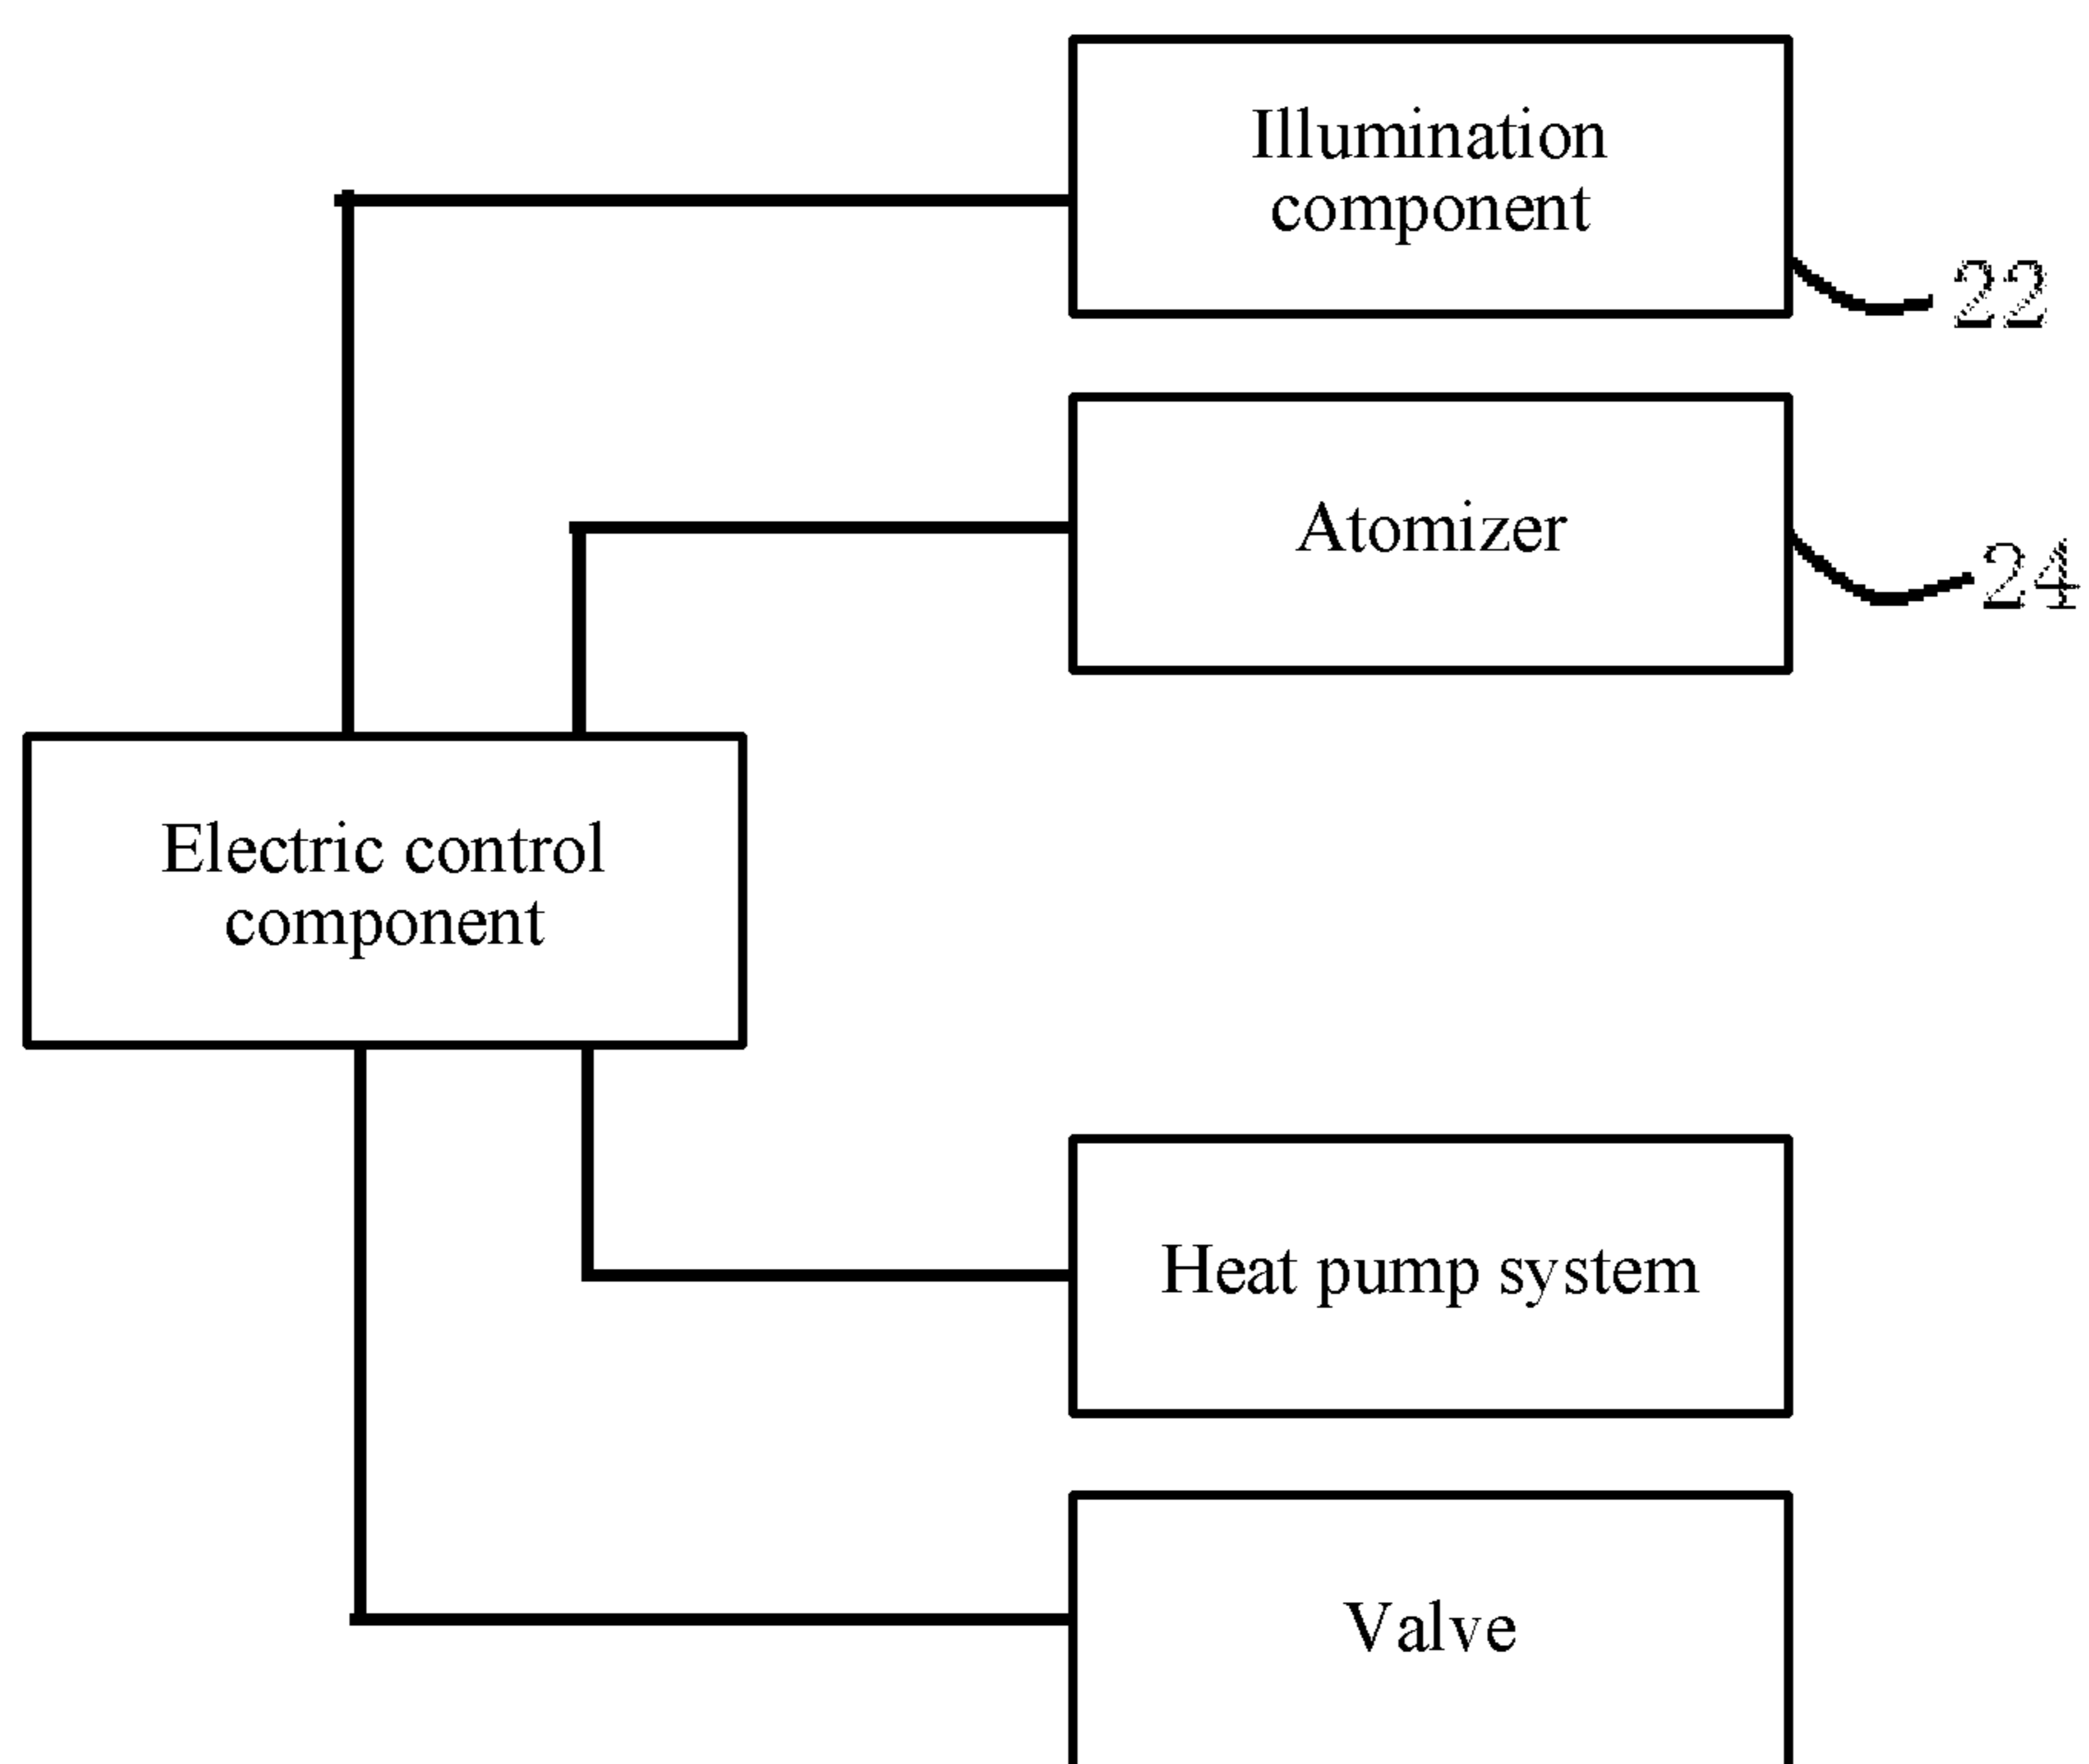 Illumination
component
22
Atomizer
24
Electric control
component
Heat pump system
Valve